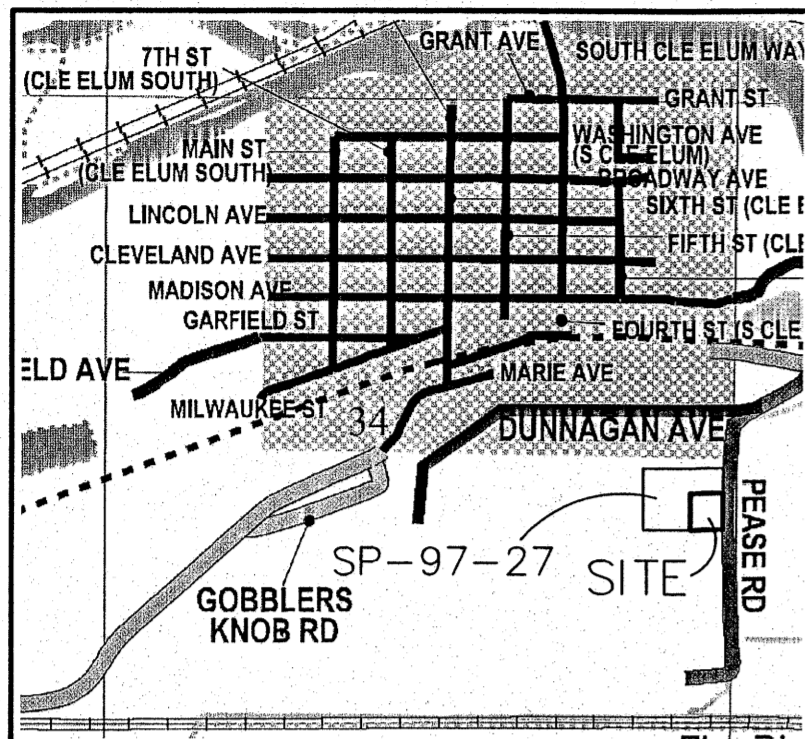 GRANT AVE
SOUTH CLE ELUM WAY
7TH ST
(CLE ELUM SOUTH)
GRANT ST
WASHINGTON AVE
(S CLE ELUM)
MAIN ST
(CLE ELUM SOUTH)
BROADWAY AVE
SIXTH ST (CLE E
LINCOLN AVE
FIFTH ST (CLE
CLEVELAND AVE
MADISON AVE
GARFIELD ST
FOURTH ST (S CLE
ELD AVE
MARIE AVE
MILWAUKEE ST
34
DUNNAGAN AVE
PEASE RD
SP-97-27
SITE
GOBBLERS
KNOB RD